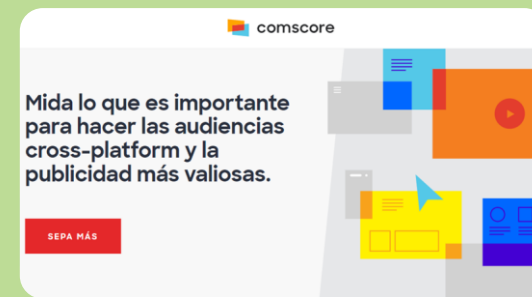 comscore
Mida lo que es importante
para hacer las audiencias
cross-platform y la
publicidad más valiosas.
SEPA MÁS